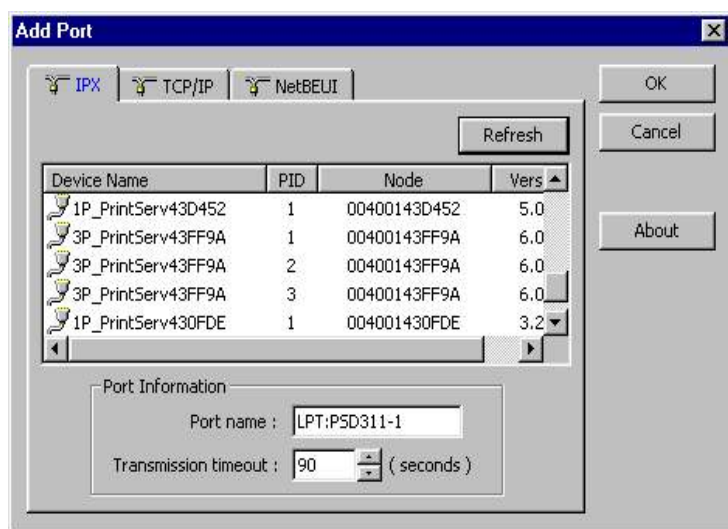 Add Port
IPX TCP/IP NetBEUI
OK
Refresh
Cancel
Device Name PID Node Vers
1P_PrintServ43D452 1 00400143D452 5.0
3P_PrintServ43FF9A 1 00400143FF9A 6.0
About
3P_PrintServ43FF9A 2 00400143FF9A 6.0
3P_PrintServ43FF9A 3 00400143FF9A 6.0
1P_PrintServ430FDE 1 004001430FDE 3.2
Port Information
Port name : LPT:PSD311-1
Transmission timeout : 90 ( seconds )